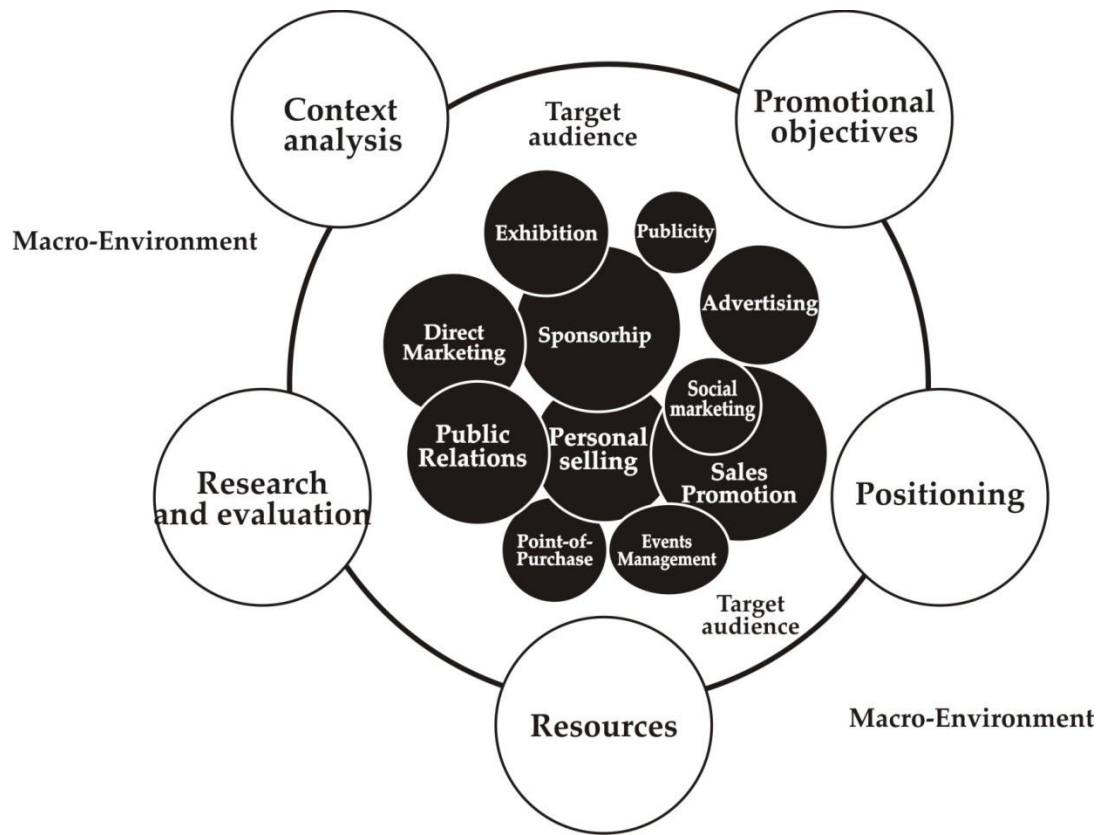 Context
analysis
Promotional
objectives
Target
audience
Macro-Environment
Exhibition
Publicity
Advertising
Direct
Marketing
Sponsorhip
Social
marketing
Public
Relations
Personal
selling
Sales
Promotion
Research
and evaluation
Positioning
Point-of-
Purchase
Events
Management
Target
audience
Resources
Macro-Environment